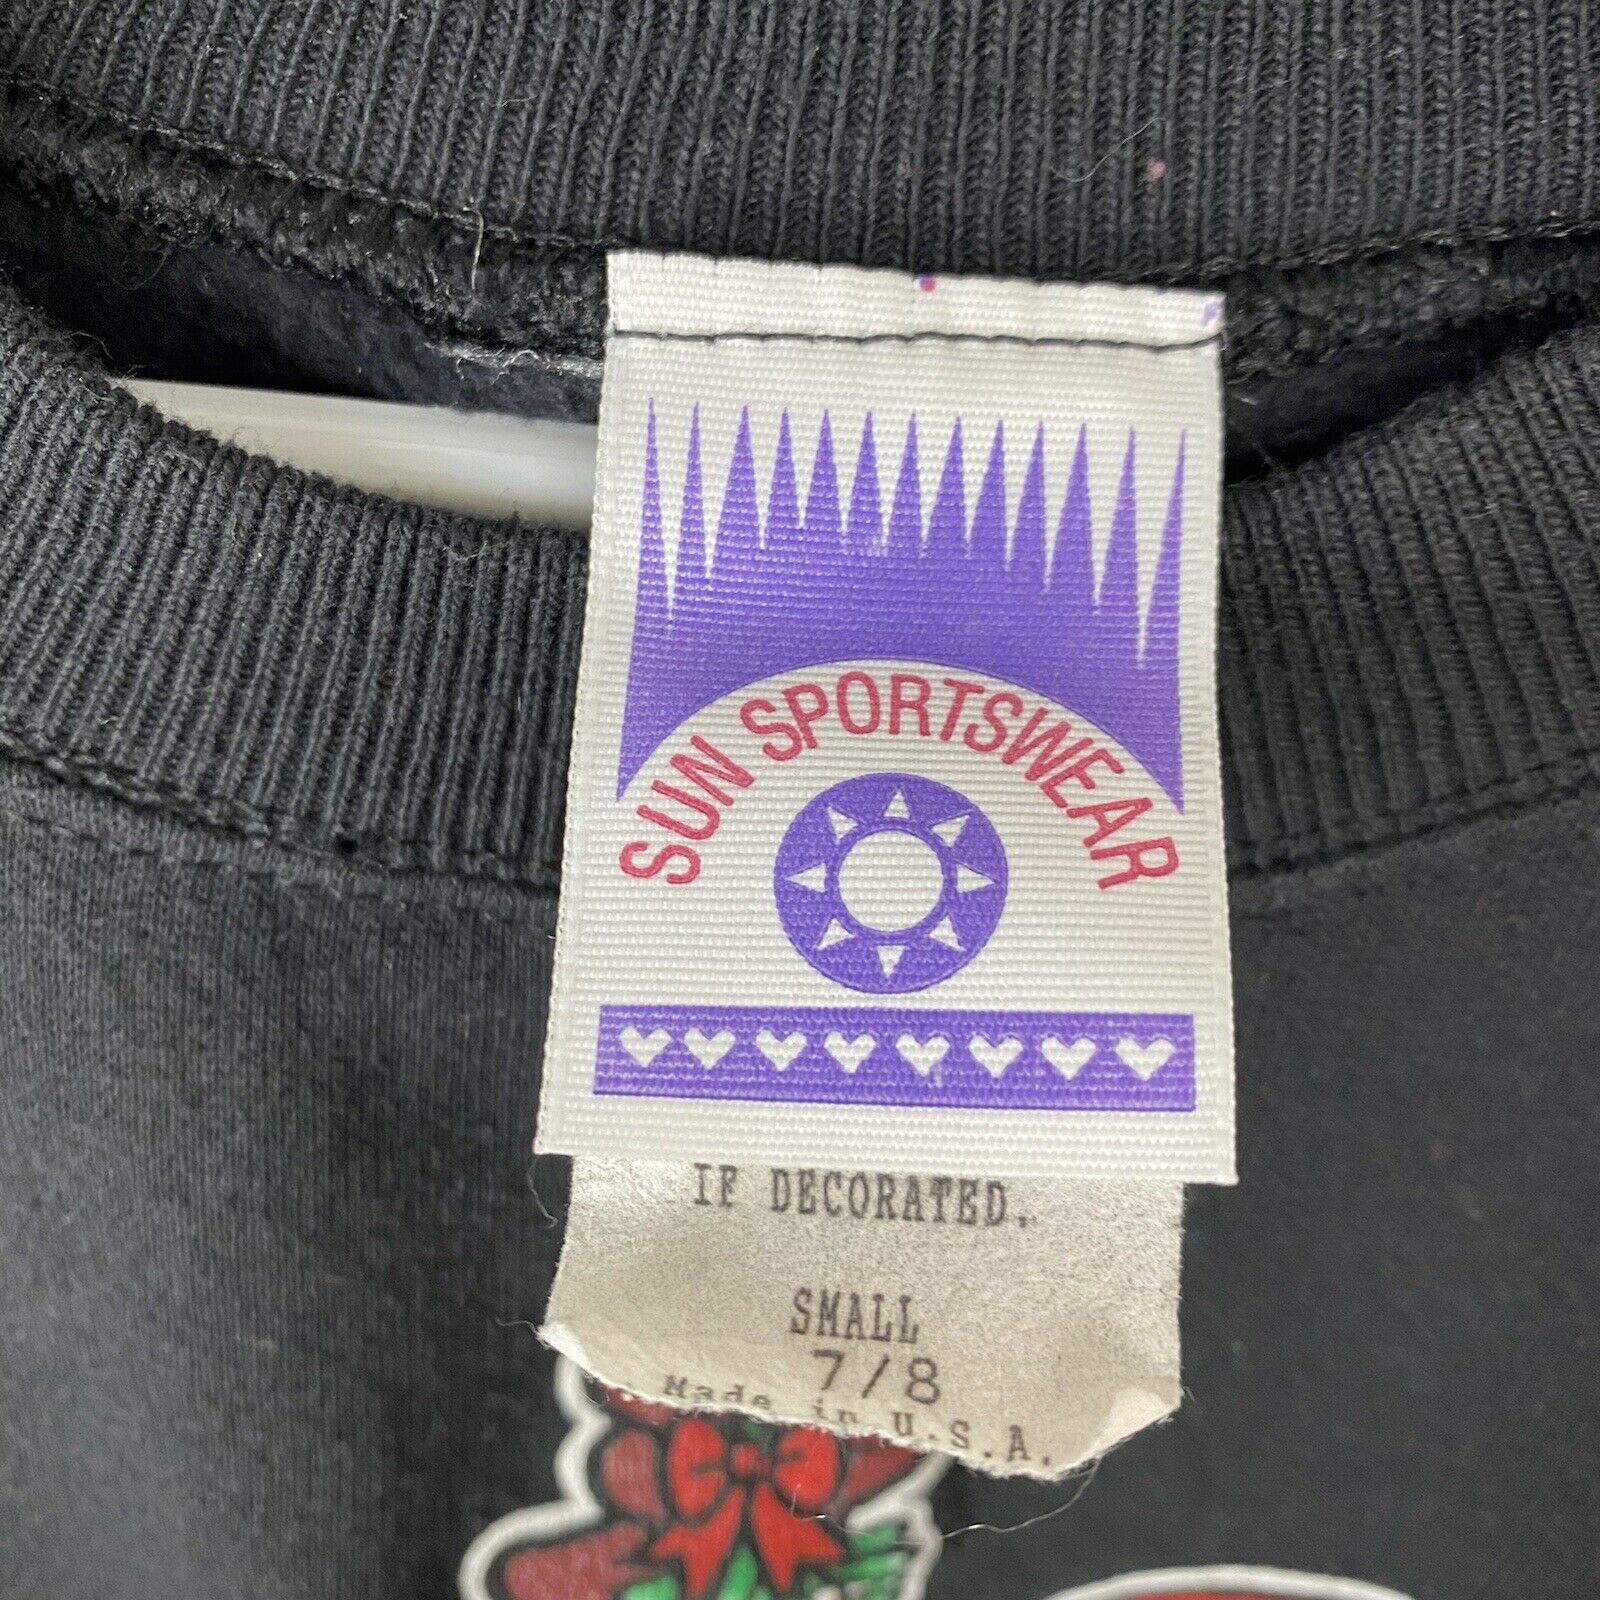 SUN SPORTSWEAR
IF DECORATED.
SMALL
7/8
Made in U.S.A.